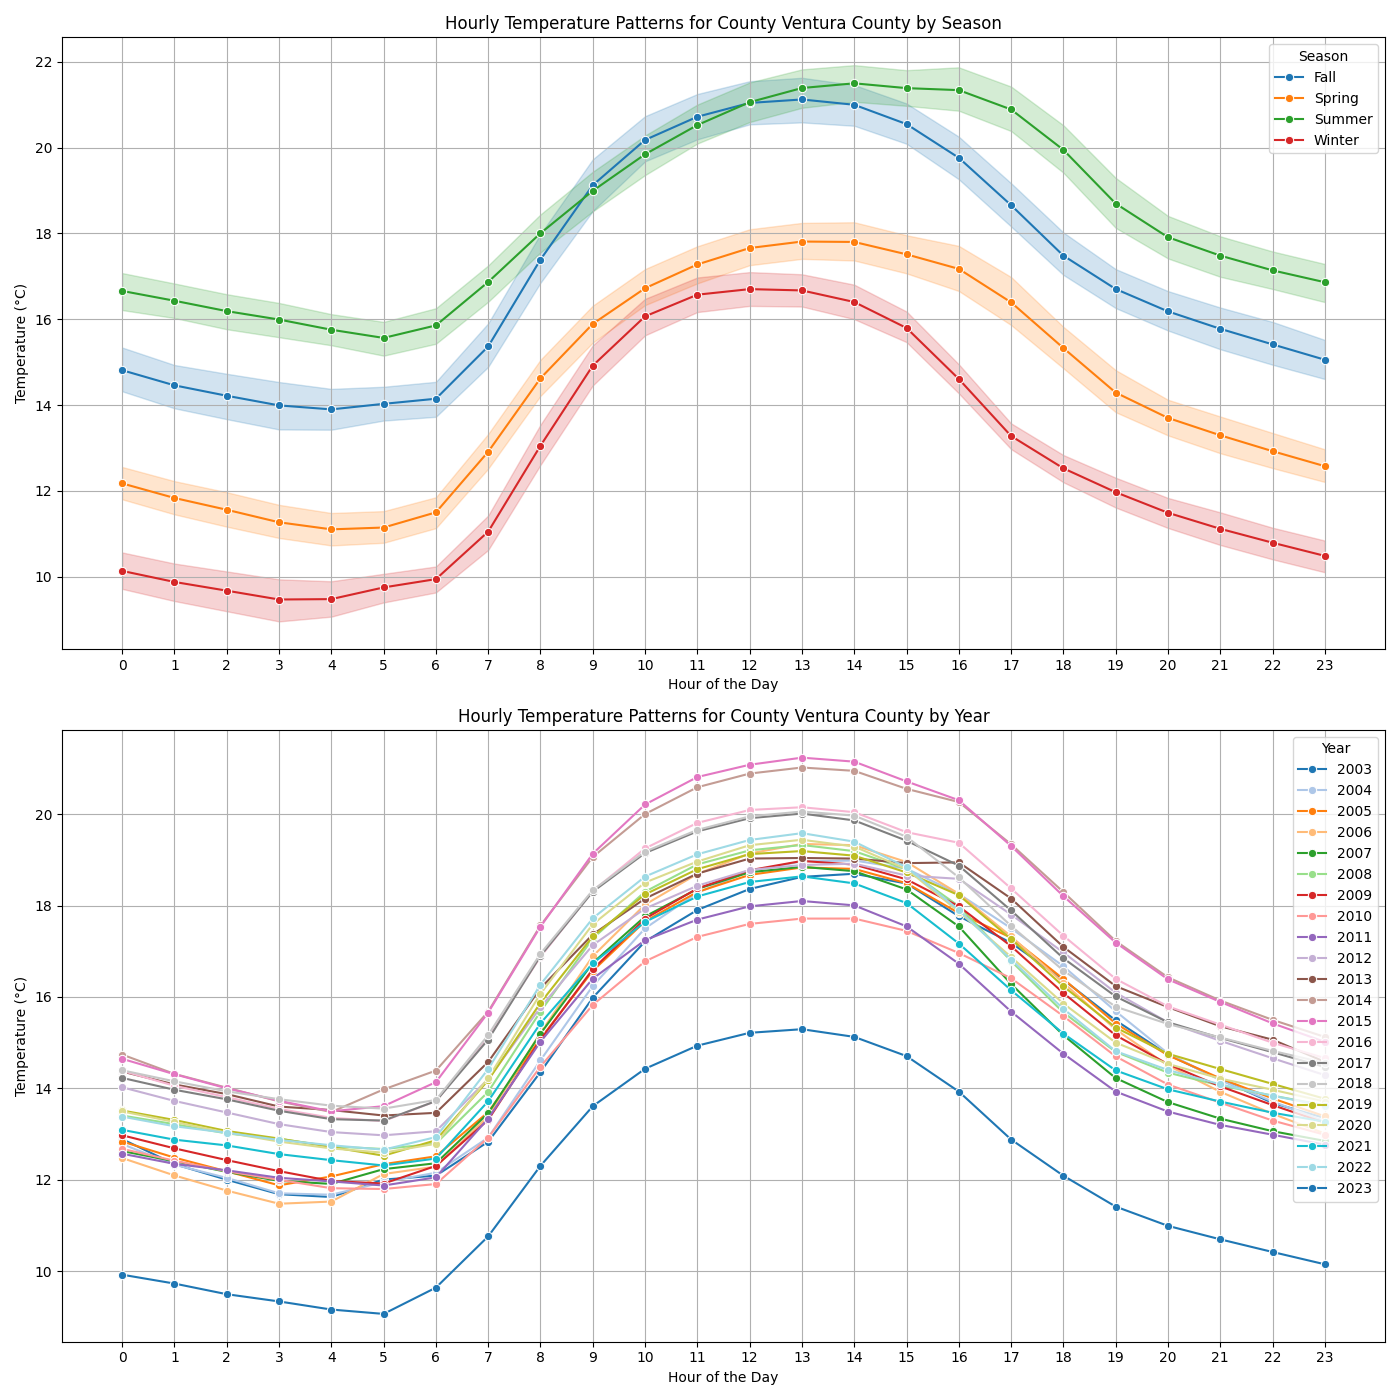 Hourly Temperature Patterns for County Ventura County by Season
Temperature (°C)
22
20
18
16
14
12
10
Season
Fall
Spring
Summer
Winter
0 1 2 3 4 5 6 7 8 9 10 11 12 13 14 15 16 17 18 19 20 21 22 23
Hour of the Day
Hourly Temperature Patterns for County Ventura County by Year
Temperature (°C)
20
18
16
14
12
10
Year
2003
2004
2005
2006
2007
2008
2009
2010
2011
2012
2013
2014
2015
2016
2017
2018
2019
2020
2021
2022
2023
0 1 2 3 4 5 6 7 8 9 10 11 12 13 14 15 16 17 18 19 20 21 22 23
Hour of the Day